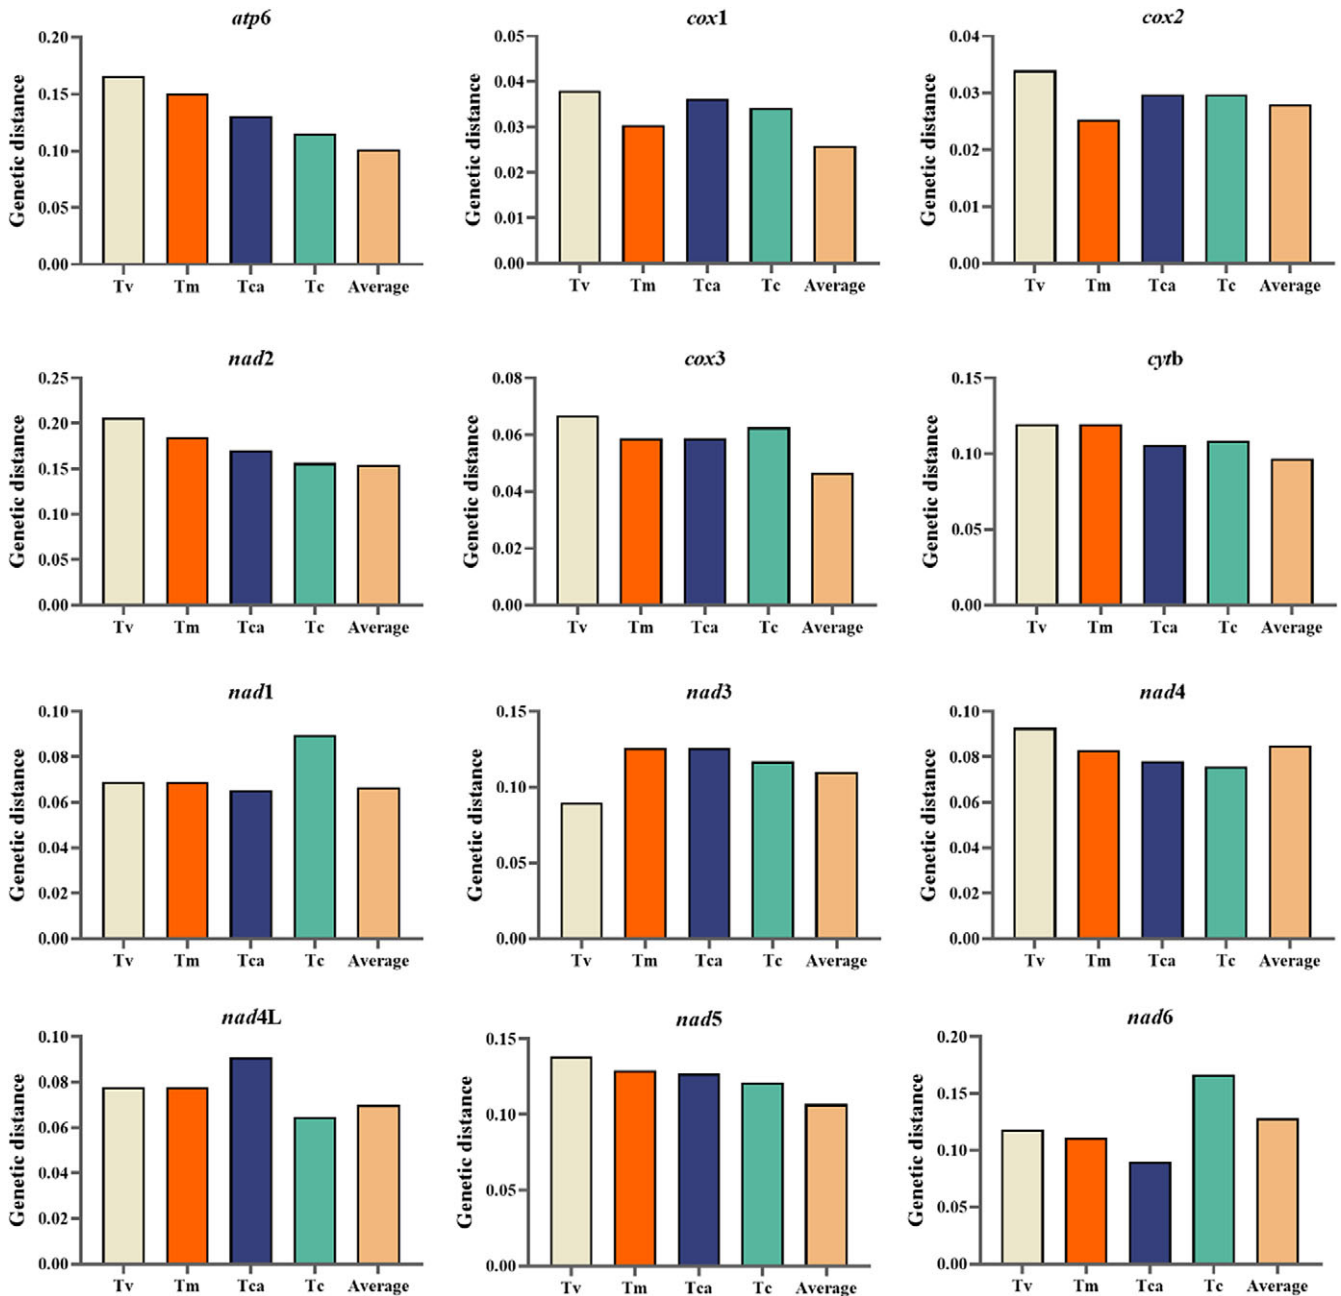 atp6
Genetic distance
0.20
0.15
0.10
0.05
0.00
Tv Tm Tca Tc Average
cox1
Genetic distance
0.05
0.04
0.03
0.02
0.01
0.00
Tv Tm Tca Tc Average
cox2
Genetic distance
0.04
0.03
0.02
0.01
0.00
Tv Tm Tca Tc Average
nad2
Genetic distance
0.25
0.20
0.15
0.10
0.05
0.00
Tv Tm Tca Tc Average
cox3
Genetic distance
0.08
0.06
0.04
0.02
0.00
Tv Tm Tca Tc Average
cytb
Genetic distance
0.15
0.10
0.05
0.00
Tv Tm Tca Tc Average
nad1
Genetic distance
0.10
0.08
0.06
0.04
0.02
0.00
Tv Tm Tca Tc Average
nad3
Genetic distance
0.15
0.10
0.05
0.00
Tv Tm Tca Tc Average
nad4
Genetic distance
0.10
0.08
0.06
0.04
0.02
0.00
Tv Tm Tca Tc Average
nad4L
Genetic distance
0.10
0.08
0.06
0.04
0.02
0.00
Tv Tm Tca Tc Average
nad5
Genetic distance
0.15
0.10
0.05
0.00
Tv Tm Tca Tc Average
nad6
Genetic distance
0.20
0.15
0.10
0.05
0.00
Tv Tm Tca Tc Average